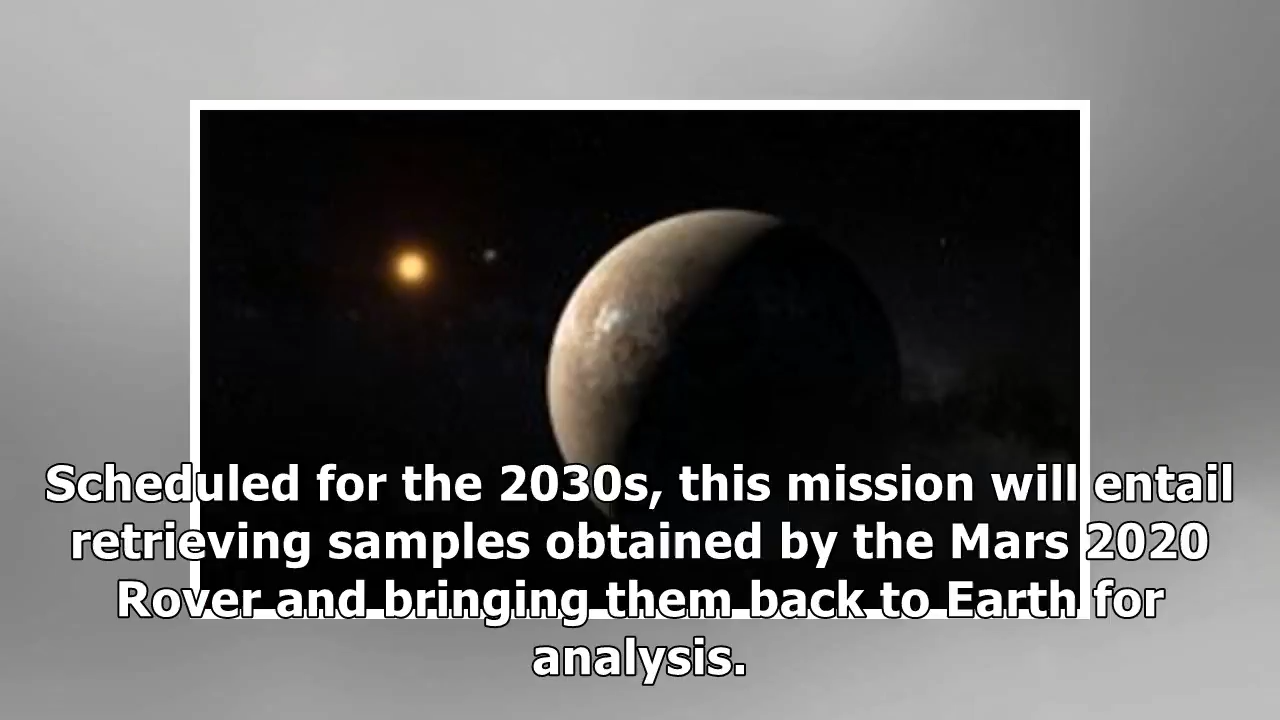 Scheduled for the 2030s, this mission will entail
retrieving samples obtained by the Mars 2020
Rover and bringing them back to Earth for
analysis.